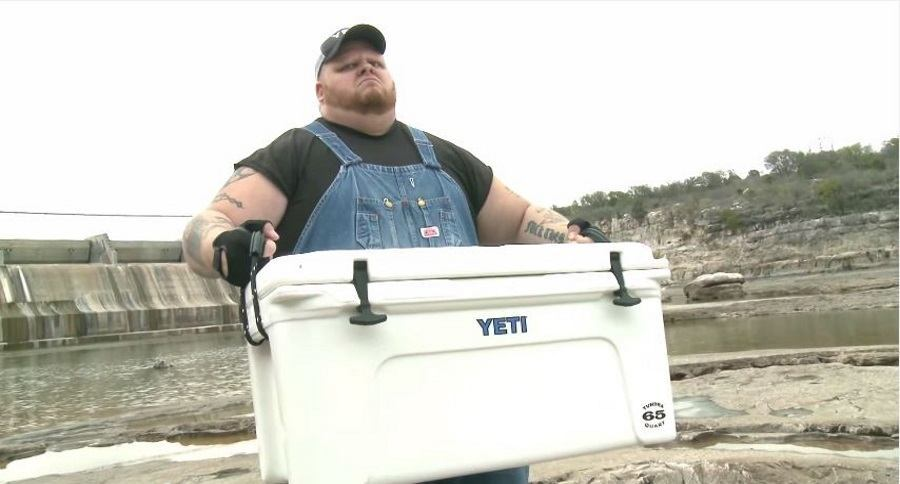 YETI
TUNDRA
65
QUART